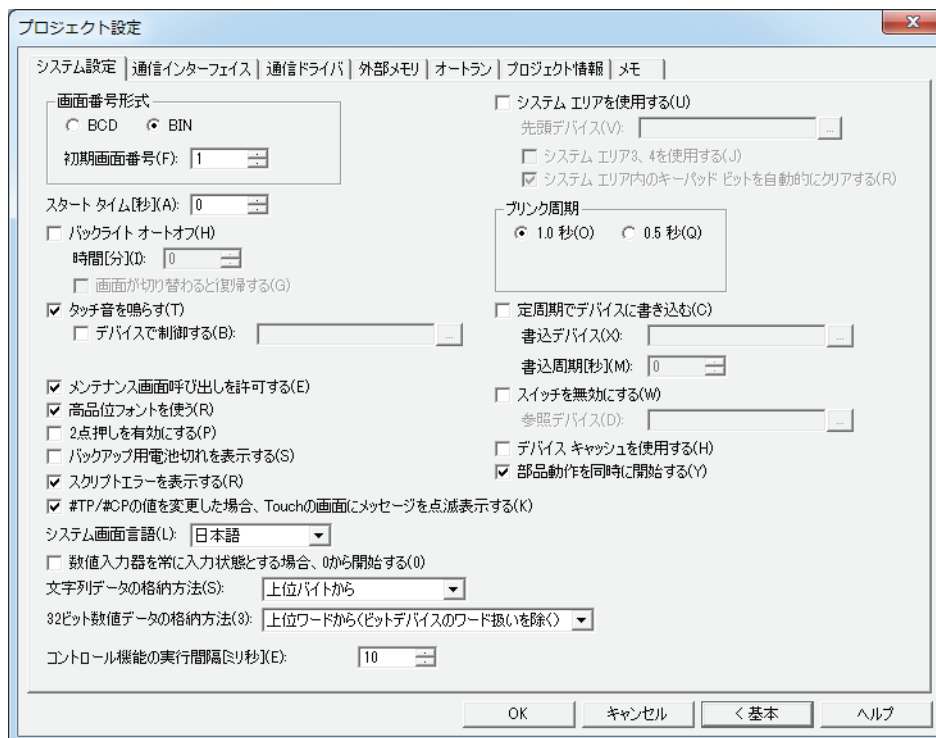 プロジェクト設定
システム設定 通信インターフェイス 通信ドライバ 外部メモリ オートラン プロジェクト情報 メモ
画面番号形式
BCD BIN
初期画面番号(F): 1
スタート タイム[秒](A): 0
バックライト オートオフ(H)
時間[分](I): 0
画面が切り替わると復帰する(G)
タッチ音を鳴らす(T)
デバイスで制御する(B): ...
メンテナンス画面呼び出しを許可する(E)
高品位フォントを使う(R)
2点押しを有効にする(P)
バックアップ用電池切れを表示する(S)
スクリプトエラーを表示する(R)
#TP/#CPの値を変更した場合、Touchの画面にメッセージを点滅表示する(K)
システム画面言語(L): 日本語
数値入力器を常に入力状態とする場合、0から開始する(0)
文字列データの格納方法(S): 上位バイトから
32ビット数値データの格納方法(3): 上位ワードから(ビットデバイスのワード扱いを除く)
コントロール機能の実行間隔[ミリ秒](E): 10
システム エリアを使用する(U)
先頭デバイス(V): ...
システム エリア3、4を使用する(J)
システム エリア内のキーパッド ビットを自動的にクリアする(R)
ブリンク周期
1.0 秒(O) 0.5 秒(Q)
定周期でデバイスに書き込む(C)
書込デバイス(X): ...
書込周期[秒](M): 0
スイッチを無効にする(W)
参照デバイス(D): ...
デバイス キャッシュを使用する(H)
部品動作を同時に開始する(Y)
OK キャンセル < 基本 ヘルプ